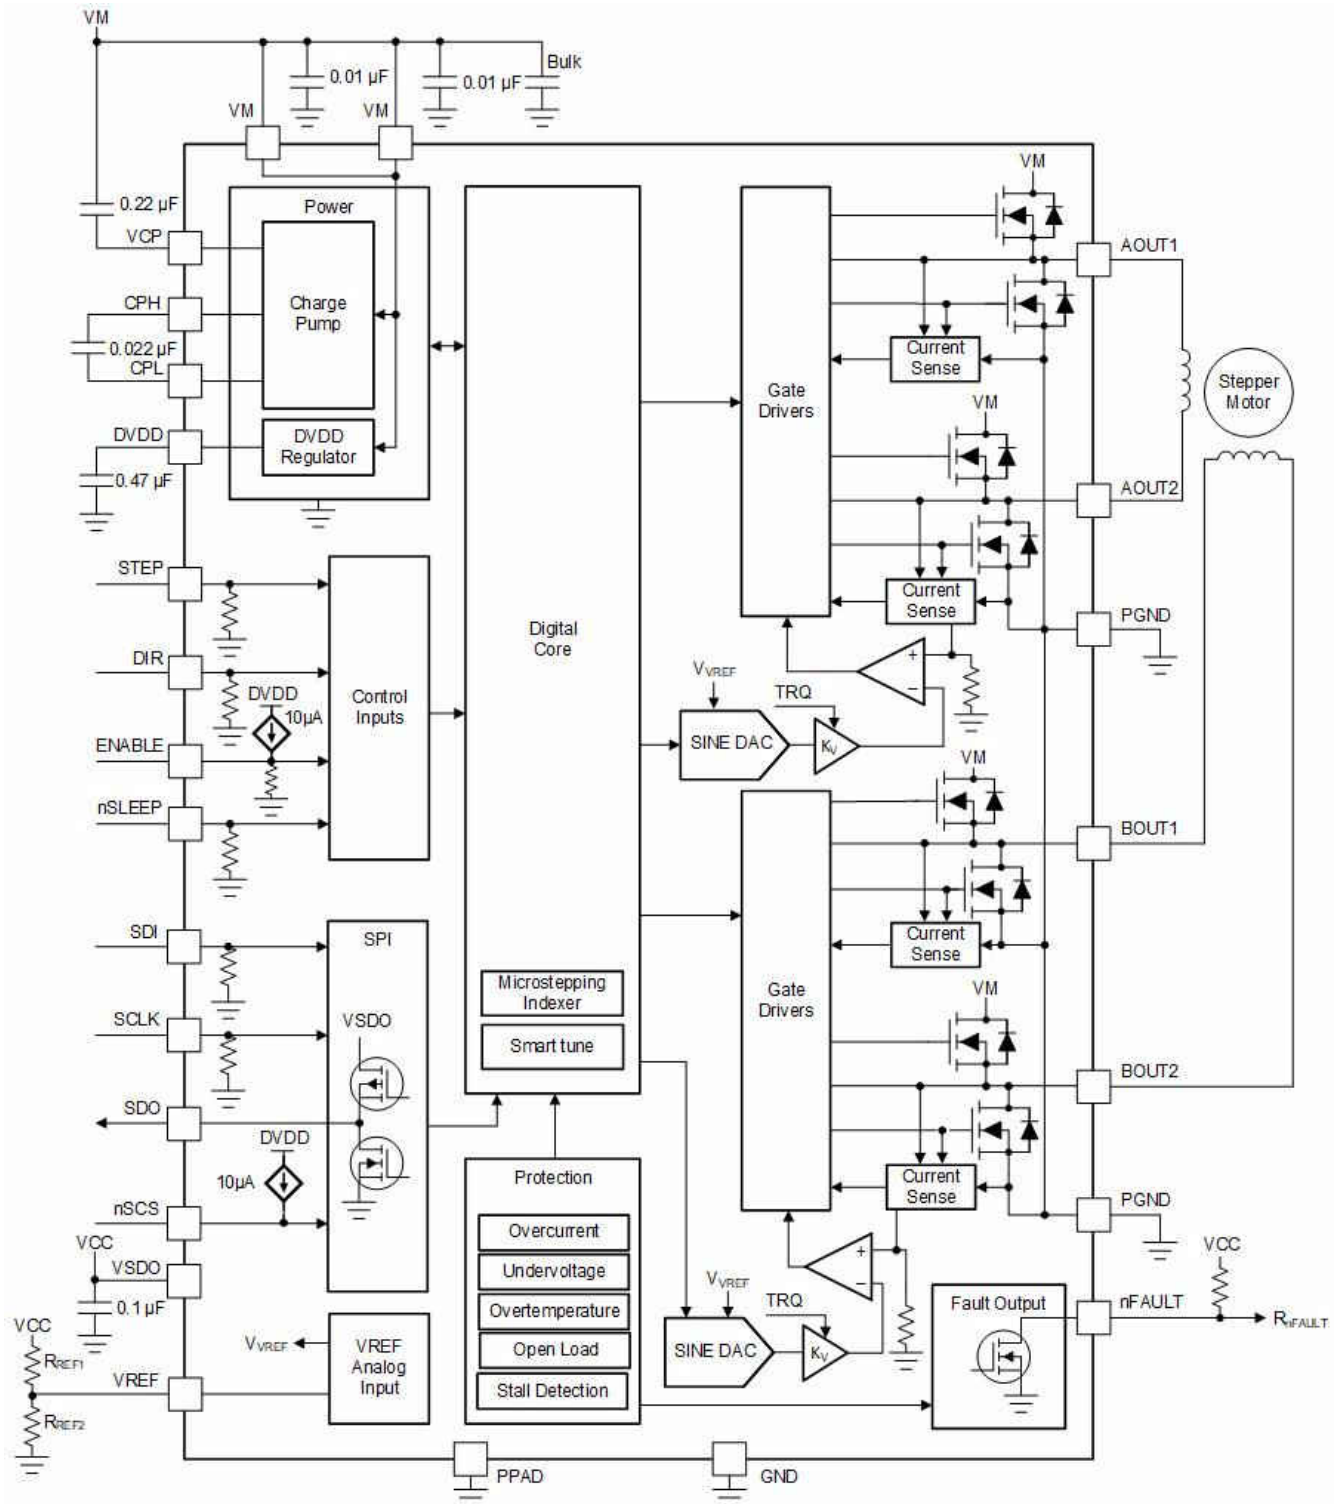 VM
0.01 µF
0.01 µF
Bulk
VM
VM
VM
Power
0.22 µF
VCP
AOUT1
CPH
Charge
Pump
0.022 µF
CPL
Current
Sense
Gate
Drivers
Stepper
Motor
VM
DVDD
DVDD
Regulator
0.47 µF
AOUT2
STEP
Current
Sense
PGND
Digital
Core
DIR
DVDD
10µA
Control
Inputs
VVREF
TRQ
+
−
ENABLE
SINE DAC
KV
VM
nSLEEP
BOUT1
SDI
SPI
Current
Sense
Microstepping
Indexer
Gate
Drivers
VM
SCLK
VSDO
Smart tune
BOUT2
SDO
DVDD
10µA
Protection
Current
Sense
nSCS
PGND
Overcurrent
VCC
VCC
VSDO
Undervoltage
+
−
0.1 µF
Overtemperature
VVREF
TRQ
Fault Output
nFAULT
RnFAULT
VCC
RREF1
VVREF
VREF
Analog
Input
Open Load
SINE DAC
KV
VREF
Stall Detection
RREF2
PPAD
GND